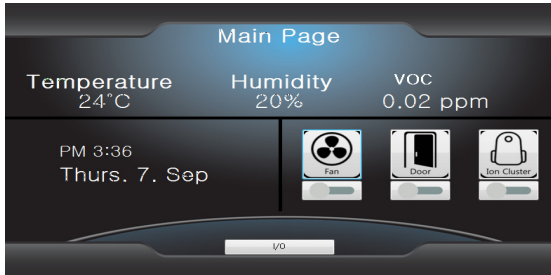 Main Page
Temperature Humidity VOC
24°C 20% 0.02 ppm
PM 3:36
Thurs. 7. Sep
Fan Door Ion Cluster
I/O